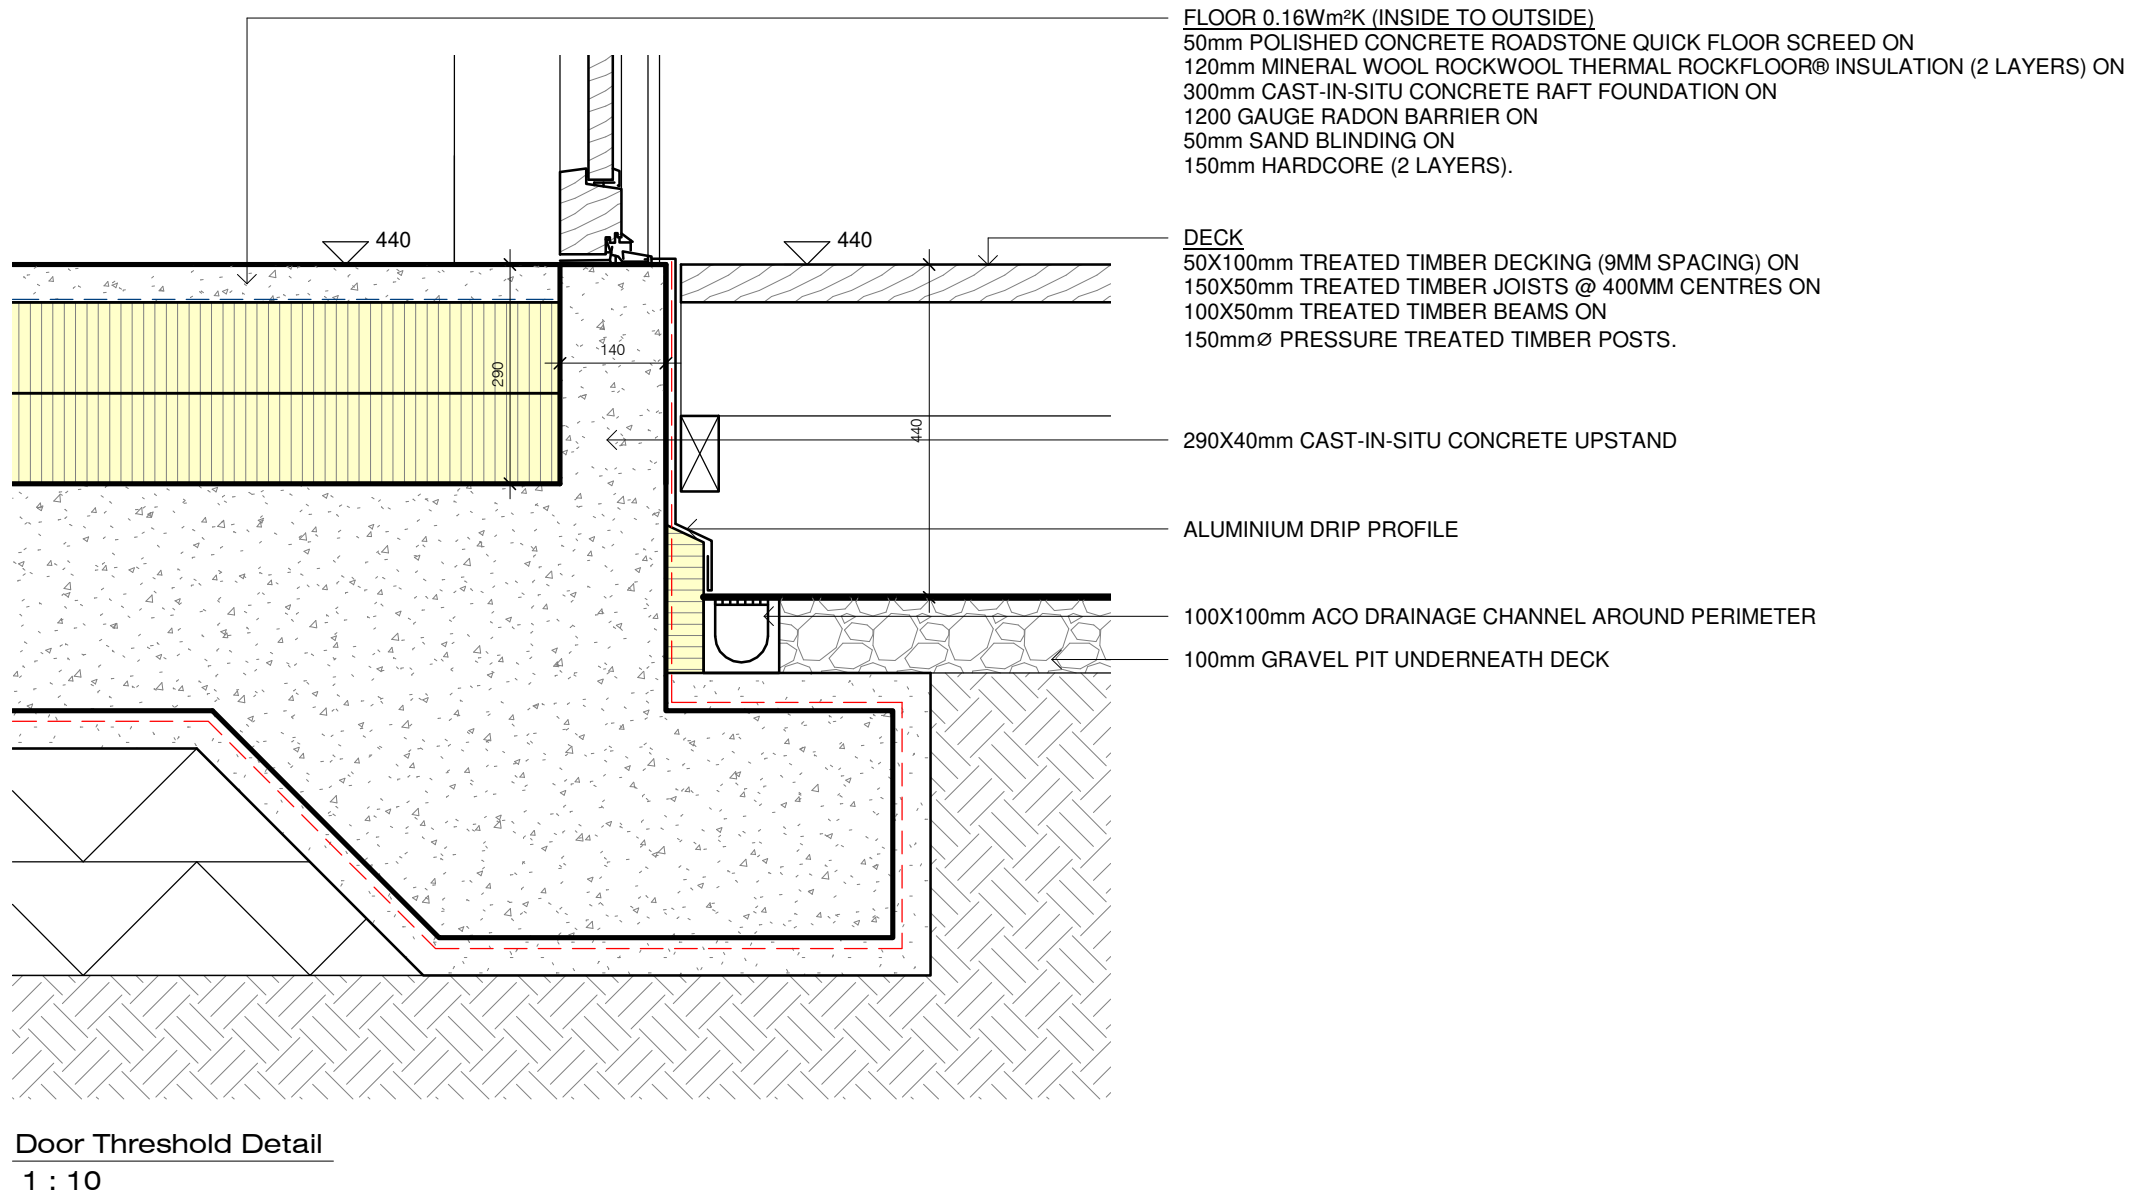 FLOOR 0.16Wm²K (INSIDE TO OUTSIDE)
50mm POLISHED CONCRETE ROADSTONE QUICK FLOOR SCREED ON
120mm MINERAL WOOL ROCKWOOL THERMAL ROCKFLOOR® INSULATION (2 LAYERS) ON
300mm CAST-IN-SITU CONCRETE RAFT FOUNDATION ON
1200 GAUGE RADON BARRIER ON
50mm SAND BLINDING ON
150mm HARDCORE (2 LAYERS).
440
440
DECK
50X100mm TREATED TIMBER DECKING (9MM SPACING) ON
150X50mm TREATED TIMBER JOISTS @ 400MM CENTRES ON
100X50mm TREATED TIMBER BEAMS ON
150mm⌀ PRESSURE TREATED TIMBER POSTS.
140
290
440
290X40mm CAST-IN-SITU CONCRETE UPSTAND
ALUMINIUM DRIP PROFILE
100X100mm ACO DRAINAGE CHANNEL AROUND PERIMETER
100mm GRAVEL PIT UNDERNEATH DECK
Door Threshold Detail
1 : 10